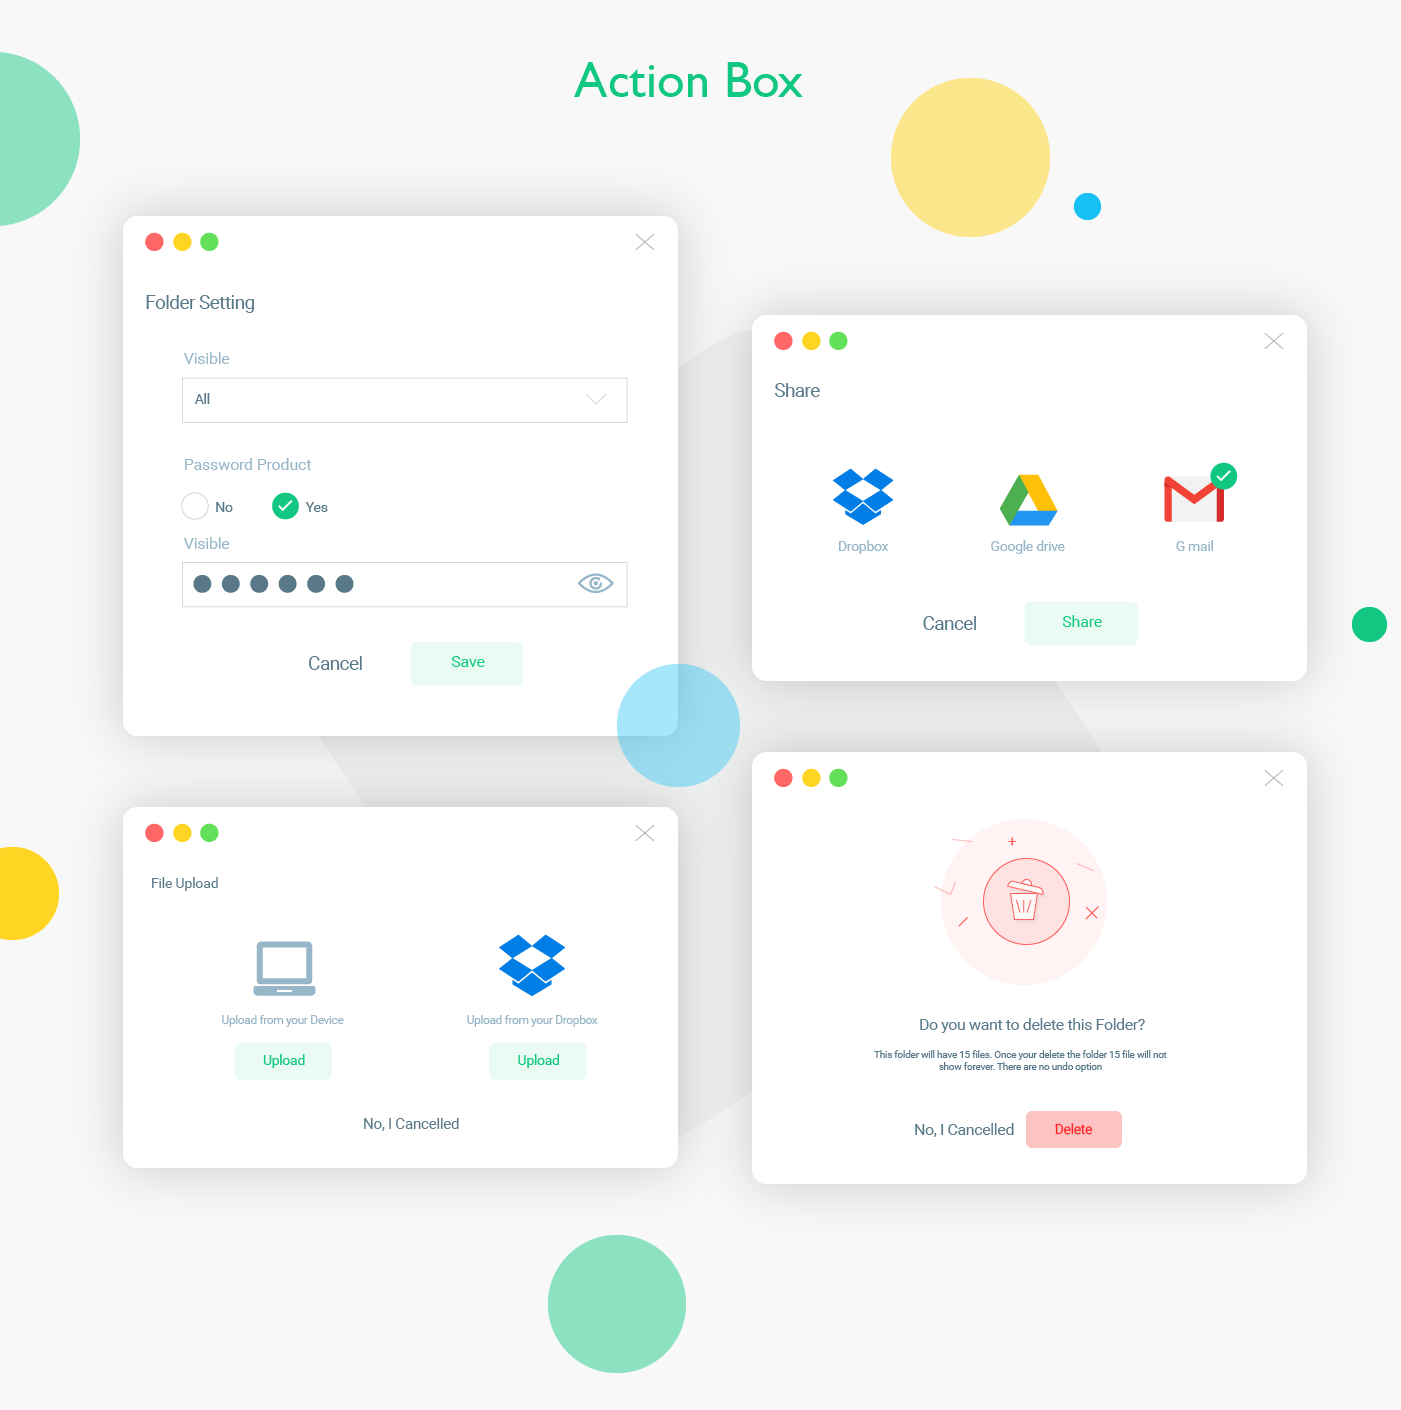 Action Box
Folder Setting
Visible
All
Password Product
No
Yes
Visible
Cancel
Save
Share
Dropbox
Google drive
G mail
Cancel
Share
File Upload
Upload from your Device
Upload from your Dropbox
Upload
Upload
No, I Cancelled
Do you want to delete this Folder?
This folder will have 15 files. Once your delete the folder 15 file will not
show forever. There are no undo option
No, I Cancelled
Delete